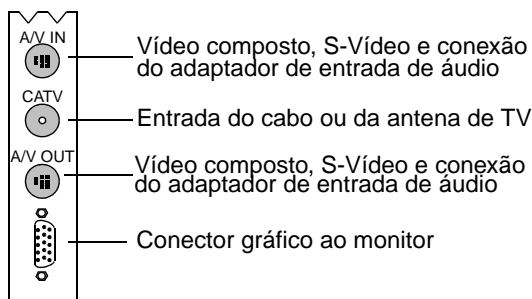 A/V IN
Vídeo composto, S-Vídeo e conexão
do adaptador de entrada de áudio
CATV
Entrada do cabo ou da antena de TV
A/V OUT
Vídeo composto, S-Vídeo e conexão
do adaptador de entrada de áudio
Conector gráfico ao monitor